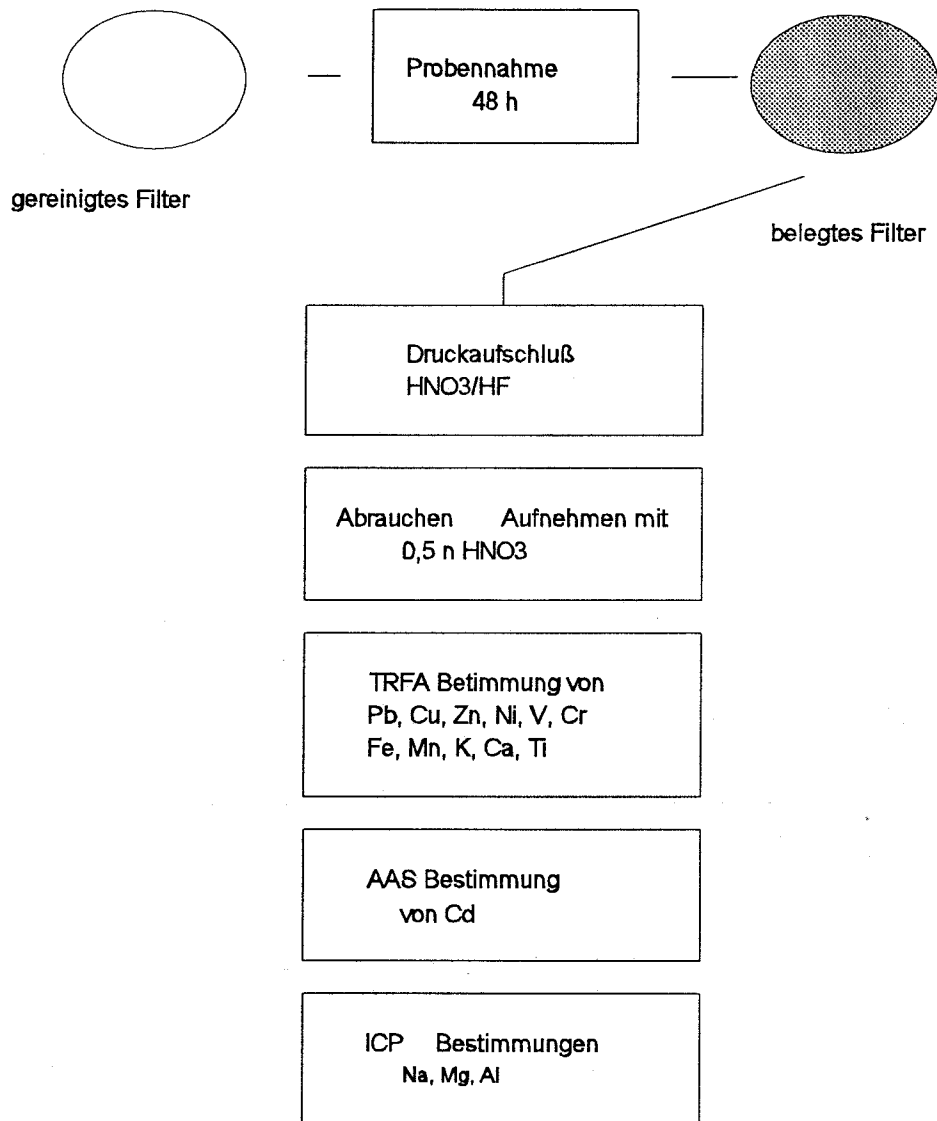 Probennahme
48 h
gereinigtes Filter
belegtes Filter
Druckaufschluß
HNO3/HF
Abrauchen Aufnehmen mit
0,5 n HNO3
TRFA Betimmung von
Pb, Cu, Zn, Ni, V, Cr
Fe, Mn, K, Ca, Ti
AAS Bestimmung
von Cd
ICP Bestimmungen
Na, Mg, Al